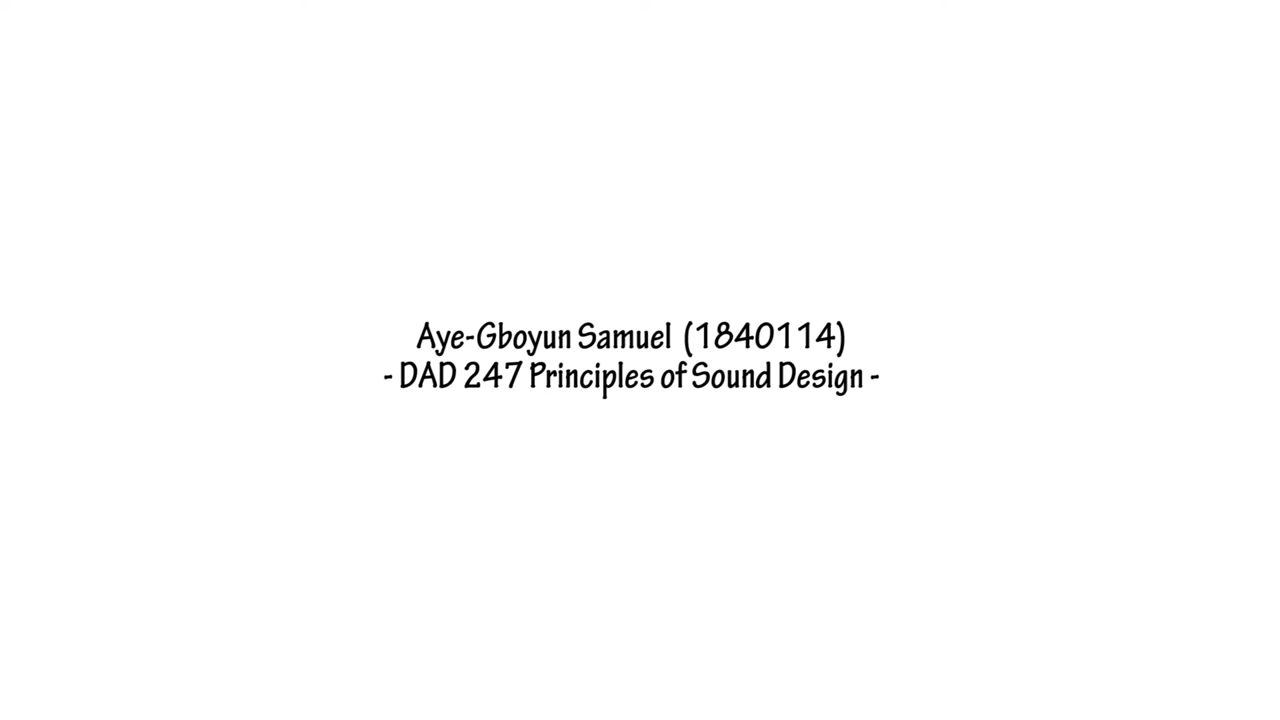 Aye-Gboyun Samuel (1840114)
- DAD 247 Principles of Sound Design -